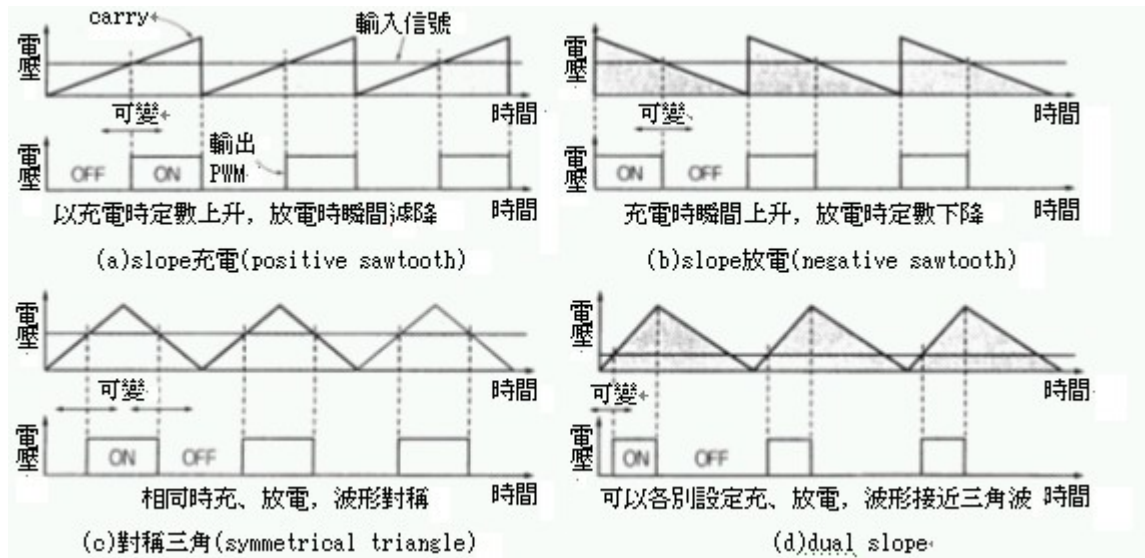 carry
輸入信號
電壓
時間
可變
電壓
OFF
ON
輸出
PWM
時間
以充電時定數上升，放電時瞬間減降
(a)slope充電(positive sawtooth)
電壓
時間
可變
電壓
ON
OFF
時間
充電時瞬間上升，放電時定數下降
(b)slope放電(negative sawtooth)
電壓
時間
可變
電壓
ON
OFF
時間
相同時充、放電，波形對稱
(c)對稱三角(symmetrical triangle)
電壓
時間
可變
電壓
ON
OFF
時間
可以各別設定充、放電，波形接近三角波
(d)dual slope